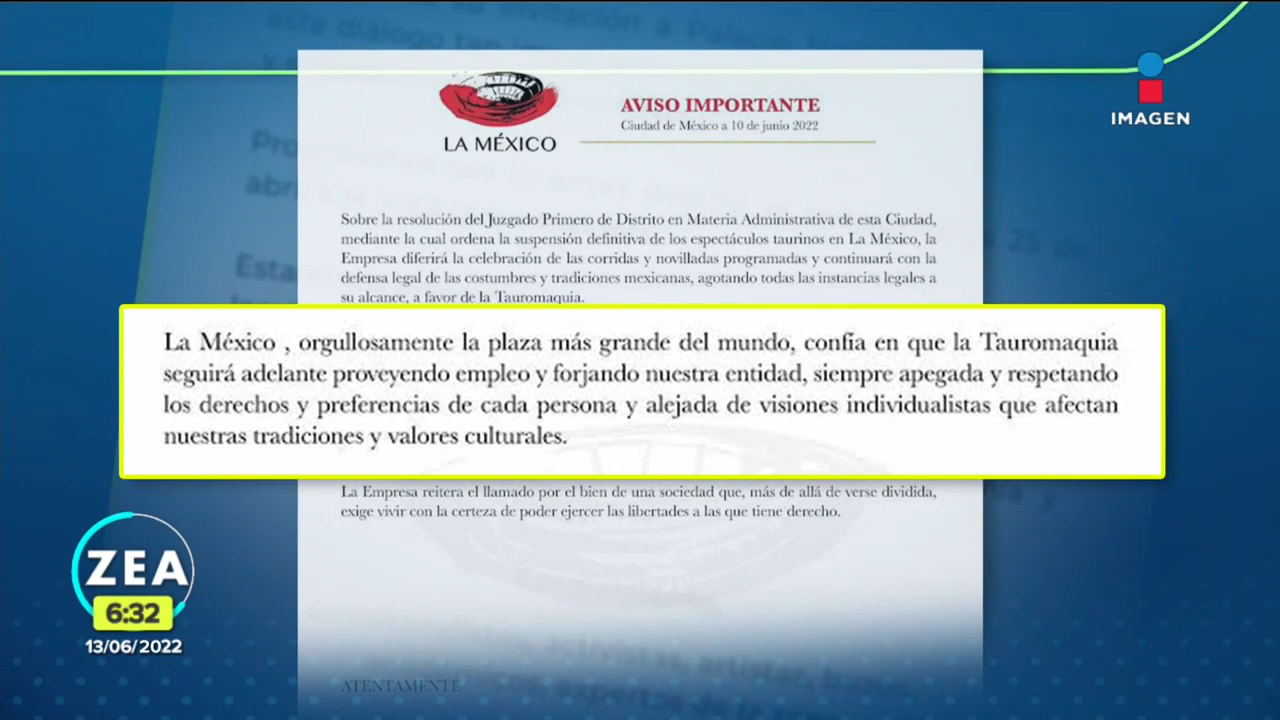 IMAGEN
LA MÉXICO
AVISO IMPORTANTE
Ciudad de México a 10 de junio 2022
Sobre la resolución del Juzgado Primero de Distrito en Materia Administrativa de esta Ciudad,
mediante la cual ordena la suspensión definitiva de los espectáculos taurinos en La México, la
Empresa diferirá la celebración de las corridas y novilladas programadas y continuará con la
defensa legal de las costumbres y tradiciones mexicanas, agotando todas las instancias legales a
su alcance, a favor de la Tauromaquia.
La México , orgullosamente la plaza más grande del mundo, confía en que la Tauromaquia
seguirá adelante proveyendo empleo y forjando nuestra entidad, siempre apegada y respetando
los derechos y preferencias de cada persona y alejada de visiones individualistas que afectan
nuestras tradiciones y valores culturales.
La Empresa reitera el llamado por el bien de una sociedad que, más de allá de verse dividida,
exige vivir con la certeza de poder ejercer las libertades a las que tiene derecho.
ATENTAMENTE
ZEA
6:32
13/06/2022